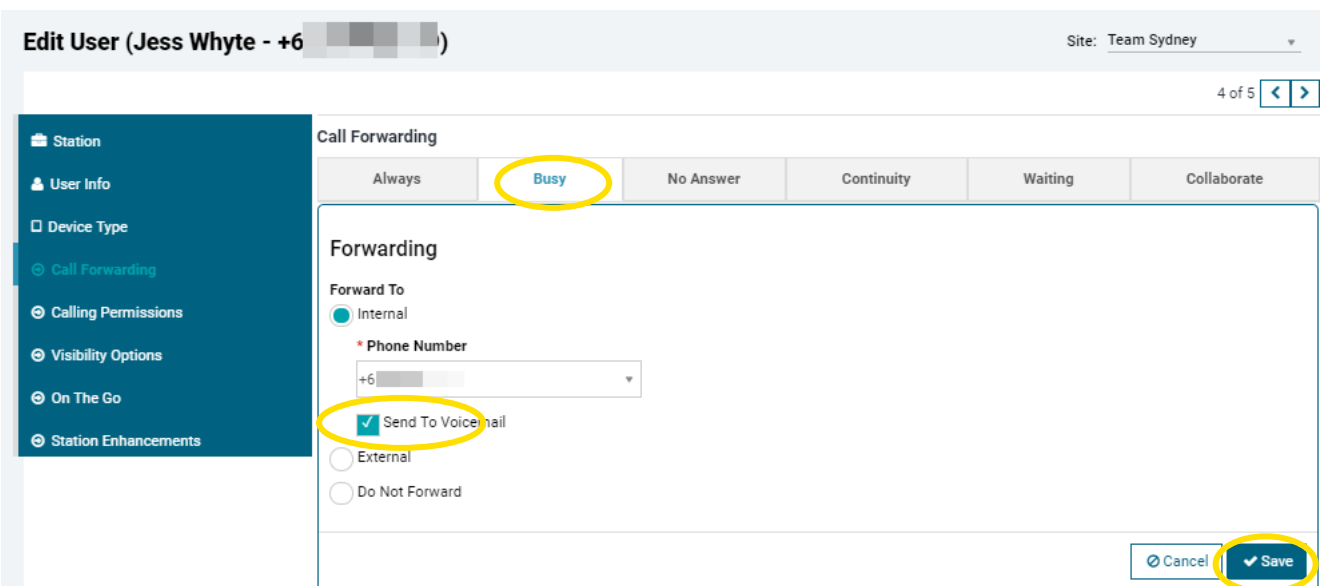 Edit User (Jess Whyte - +6 )
Site: Team Sydney
4 of 5
Station
User Info
Device Type
Call Forwarding
Calling Permissions
Visibility Options
On The Go
Station Enhancements
Call Forwarding
Always Busy No Answer Continuity Waiting Collaborate
Forwarding
Forward To
Internal
* Phone Number
+6
Send To Voicemail
External
Do Not Forward
Cancel Save